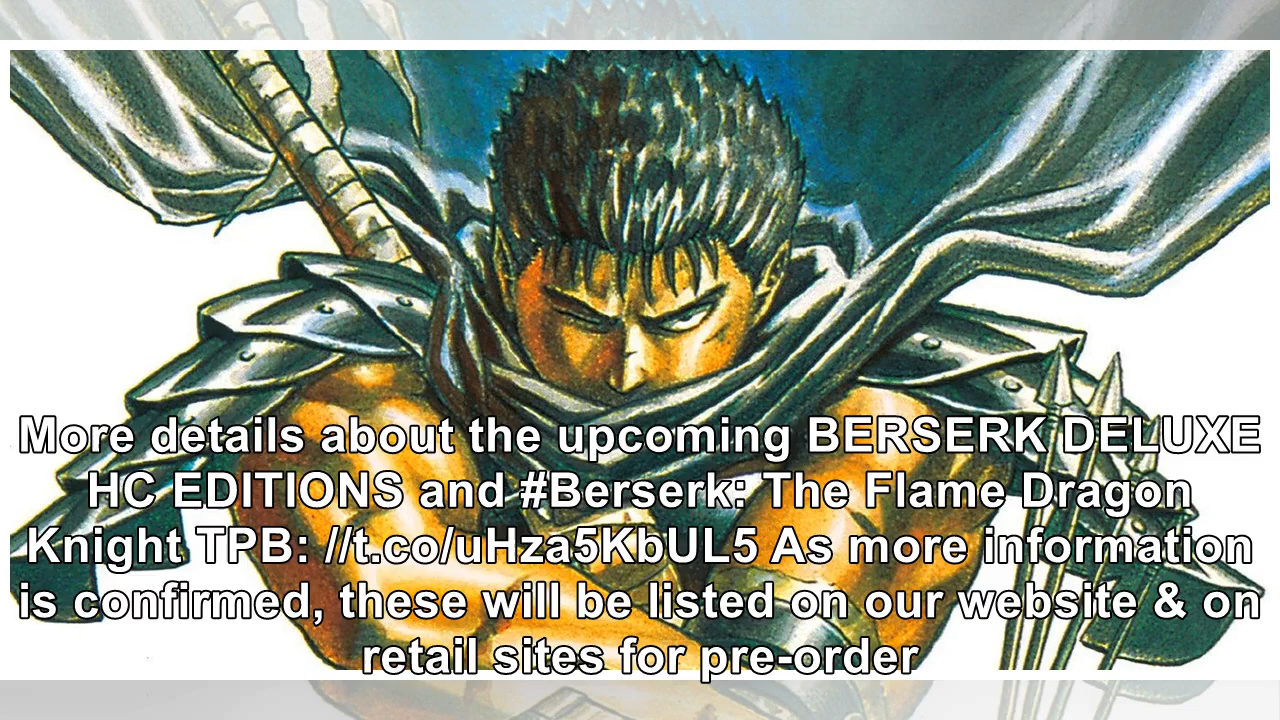 More details about the upcoming BERSERK DELUXE
HC EDITIONS and #Berserk: The Flame Dragon
Knight TPB: //t.co/uHza5KbUL5 As more information
is confirmed, these will be listed on our website & on
retail sites for pre-order